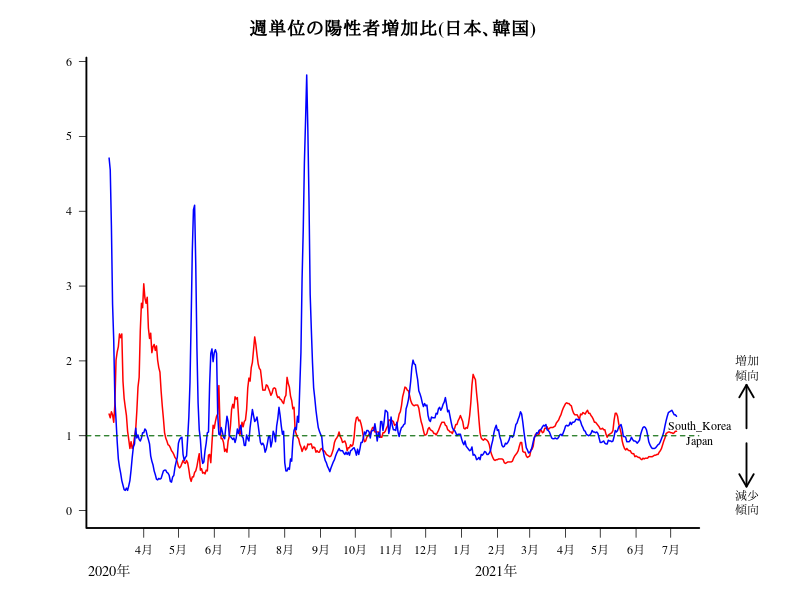 週単位の陽性者増加比(日本、韓国)
6
5
4
3
2
1
0
増加
傾向
South_Korea
Japan
減少
傾向
4月 5月 6月 7月 8月 9月 10月 11月 12月 1月 2月 3月 4月 5月 6月 7月
2020年 2021年